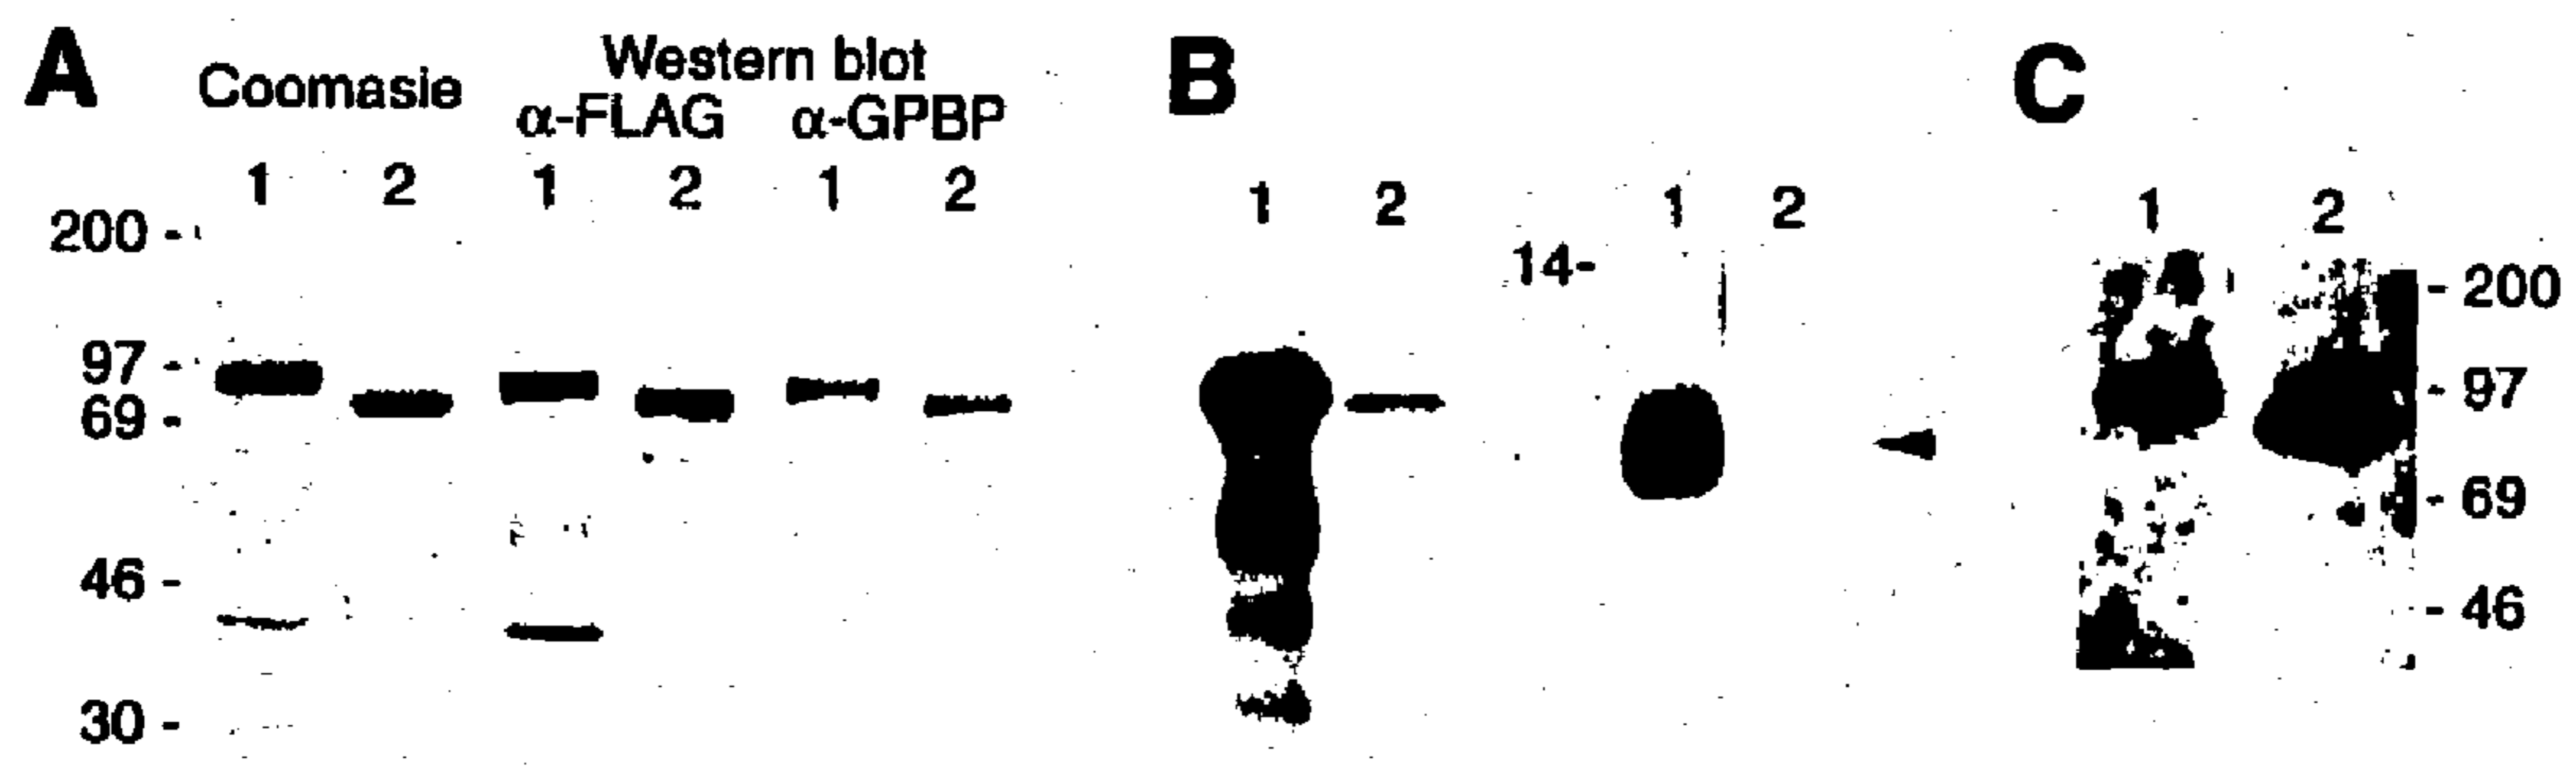 A
Coomasie
Western blot
α-FLAG α-GPBP
1 2 1 2 1 2
200 -
97 -
69 -
46 -
30 -
B
1 2
14-
1 2
C
1 2
- 200
- 97
- 69
- 46